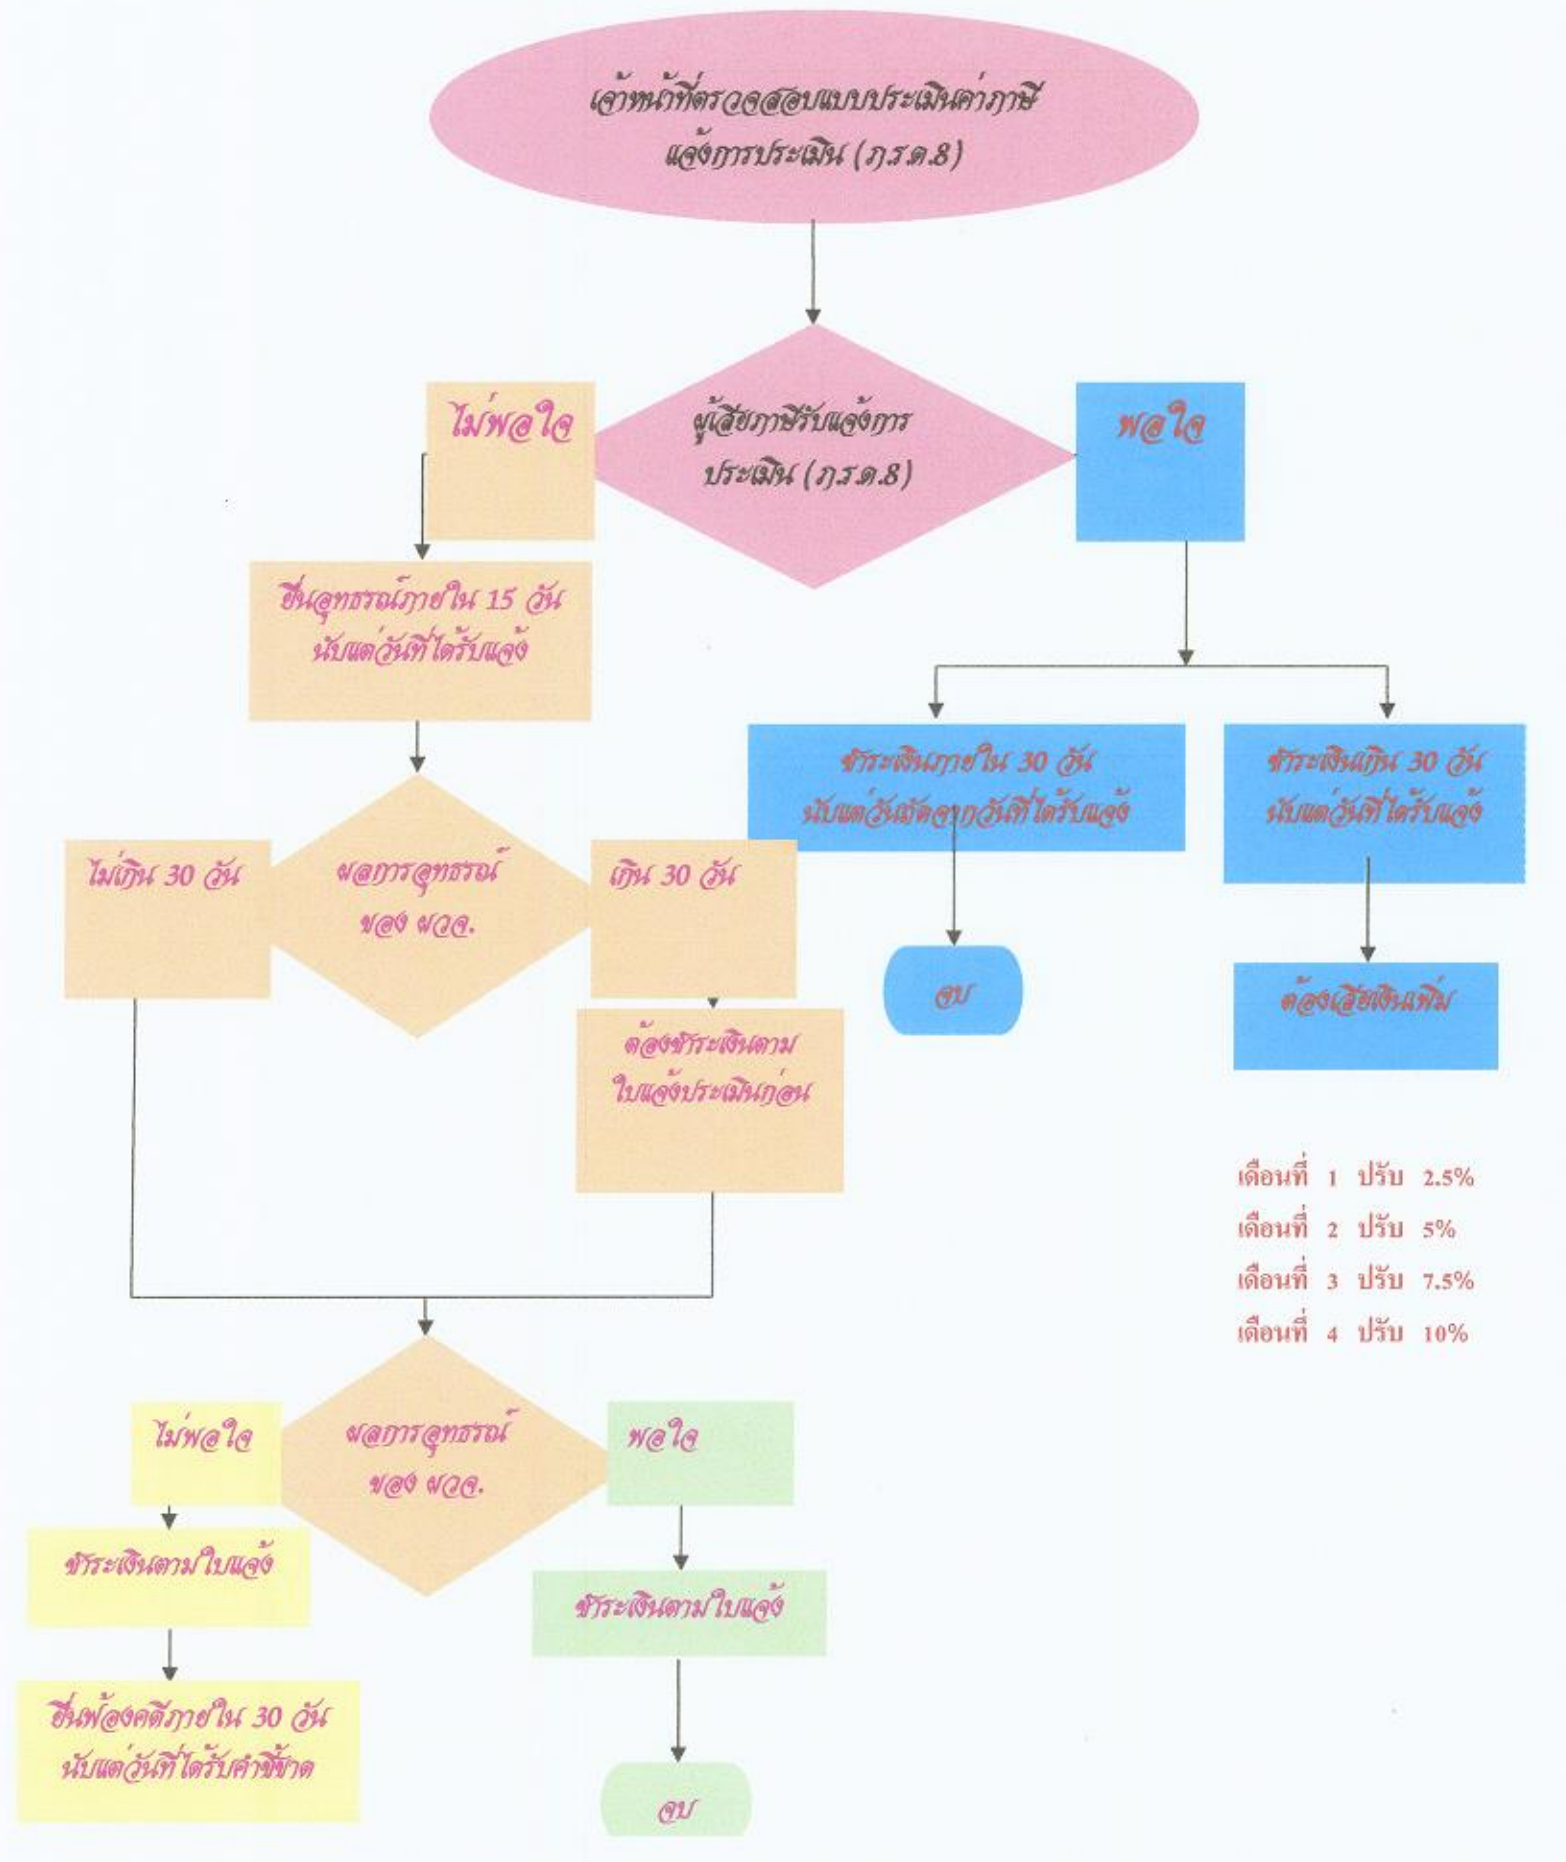 เจ้าหน้าที่ตรวจสอบแบบประเมินค่าภาษี
แจ้งการประเมิน (ภ.ร.ด.8)
ไม่พอใจ
ผู้เสียภาษีรับแจ้งการ
ประเมิน (ภ.ร.ด.8)
พอใจ
ยื่นอุทธรณ์ภายใน 15 วัน
นับแต่วันที่ได้รับแจ้ง
ชำระเงินภายใน 30 วัน
นับแต่วันถัดจากวันที่ได้รับแจ้ง
ชำระเงินเกิน 30 วัน
นับแต่วันที่ได้รับแจ้ง
ไม่เกิน 30 วัน
ผลการอุทธรณ์
ของ ผวจ.
เกิน 30 วัน
จบ
ต้องเสียเงินเพิ่ม
ต้องชำระเงินตาม
ใบแจ้งประเมินก่อน
เดือนที่ 1 ปรับ 2.5%
เดือนที่ 2 ปรับ 5%
เดือนที่ 3 ปรับ 7.5%
เดือนที่ 4 ปรับ 10%
ไม่พอใจ
ผลการอุทธรณ์
ของ ผวจ.
พอใจ
ชำระเงินตามใบแจ้ง
ชำระเงินตามใบแจ้ง
ยื่นฟ้องคดีภายใน 30 วัน
นับแต่วันที่ได้รับคำชี้ขาด
จบ